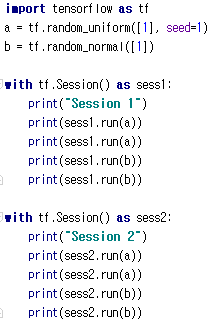 import tensorflow as tf
a = tf.random_uniform([1], seed=1)
b = tf.random_normal([1])
with tf.Session() as sess1:
    print("Session 1")
    print(sess1.run(a))
    print(sess1.run(a))
    print(sess1.run(b))
    print(sess1.run(b))
with tf.Session() as sess2:
    print("Session 2")
    print(sess2.run(a))
    print(sess2.run(a))
    print(sess2.run(b))
    print(sess2.run(b))